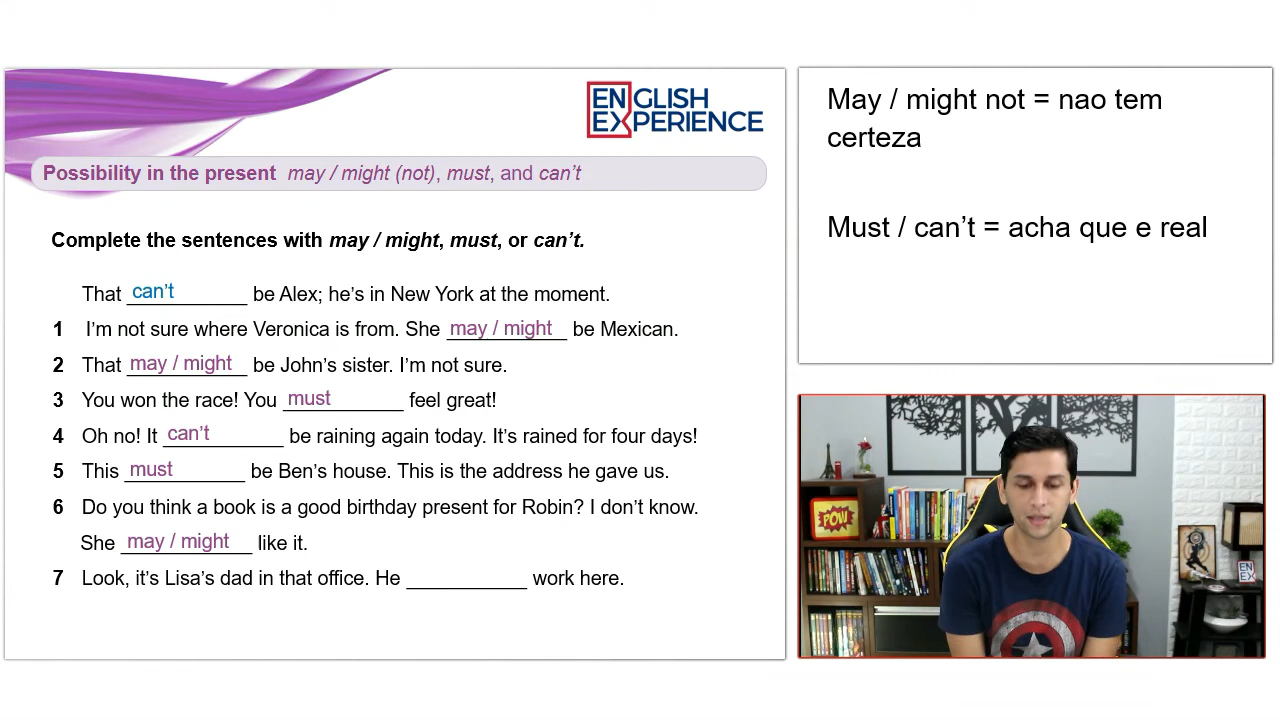 ENGLISH
EXPERIENCE
Possibility in the present may / might (not), must, and can't
Complete the sentences with may / might, must, or can't.
That can't be Alex; he's in New York at the moment.
1 I'm not sure where Veronica is from. She may / might be Mexican.
2 That may / might be John's sister. I'm not sure.
3 You won the race! You must feel great!
4 Oh no! It can't be raining again today. It's rained for four days!
5 This must be Ben's house. This is the address he gave us.
6 Do you think a book is a good birthday present for Robin? I don't know.
She may / might like it.
7 Look, it's Lisa's dad in that office. He ___________ work here.
May / might not = nao tem
certeza
Must / can't = acha que e real
POW
EN
EX